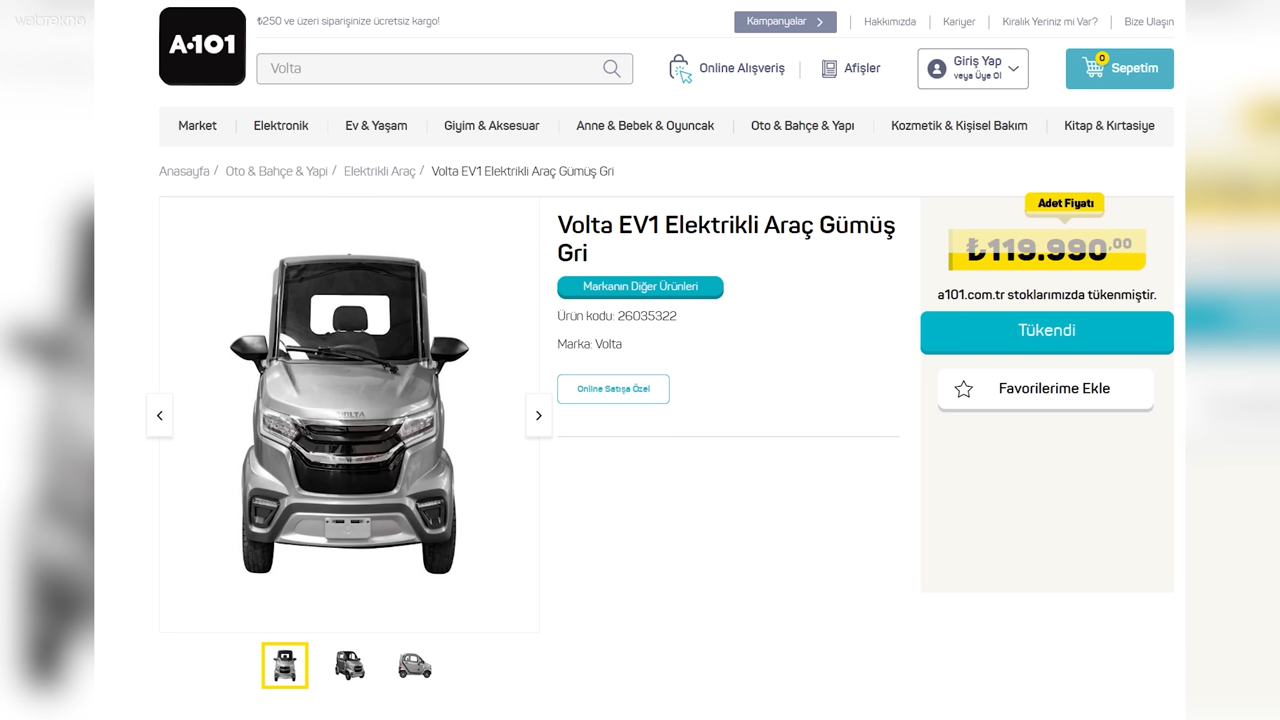 webtekno
A101
₺250 ve üzeri siparişinize ücretsiz kargo!
Kampanyalar
Hakkımızda
Kariyer
Kiralık Yeriniz mi Var?
Bize Ulaşın
Volta
Online Alışveriş
Afişler
Giriş Yap
veya Üye Ol
0
Sepetim
Market
Elektronik
Ev & Yaşam
Giyim & Aksesuar
Anne & Bebek & Oyuncak
Oto & Bahçe & Yapı
Kozmetik & Kişisel Bakım
Kitap & Kırtasiye
Anasayfa / Oto & Bahçe & Yapi / Elektrikli Araç / Volta EV1 Elektrikli Araç Gümüş Gri
Volta EV1 Elektrikli Araç Gümüş
Gri
Markanın Diğer Ürünleri
Ürün kodu: 26035322
Marka: Volta
Online Satışa Özel
Adet Fiyatı
₺119.990,00
a101.com.tr stoklarımızda tükenmiştir.
Tükendi
Favorilerime Ekle
VOLTA